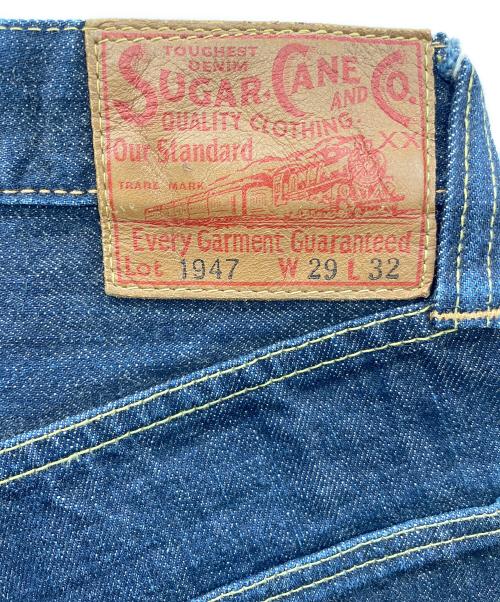 TOUGHEST
DENIM
SUGAR CANE
AND CO.
QUALITY CLOTHING.
Our Standard
XX
TRADE MARK
Every Garment Guaranteed
Lot 1947 W 29 L 32